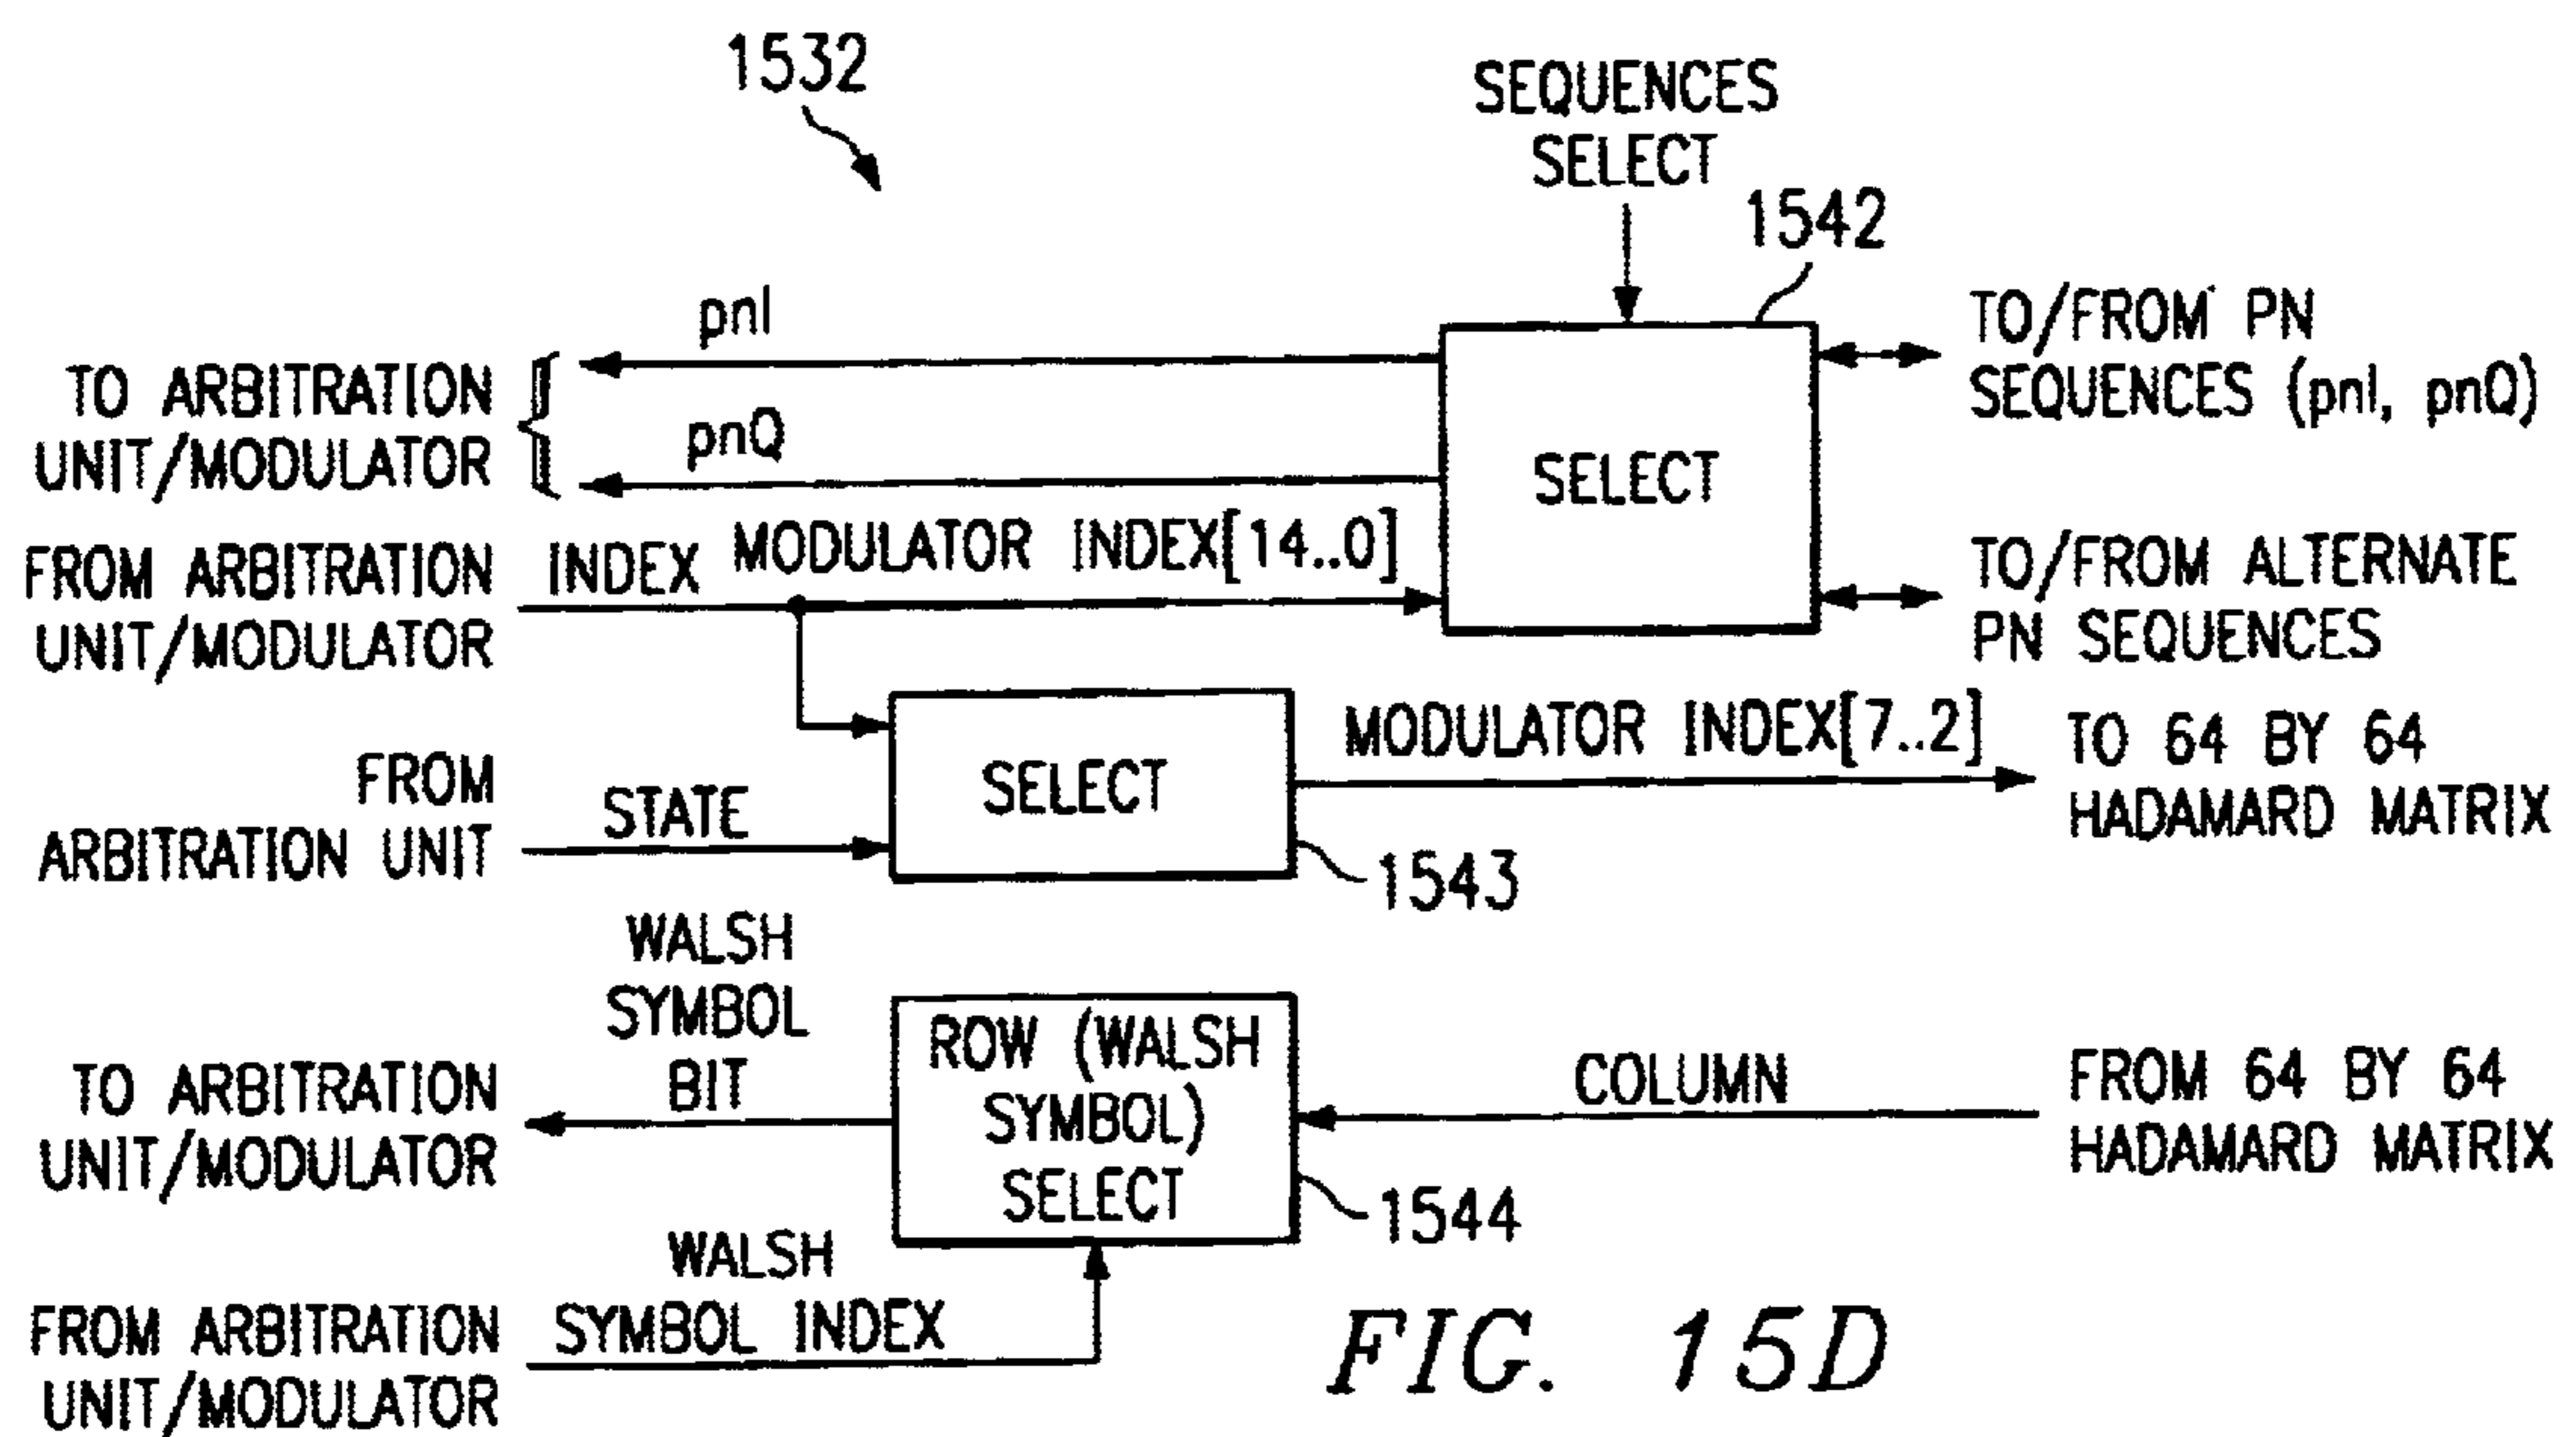 1532
SEQUENCES
SELECT
1542
pnI
TO/FROM PN
SEQUENCES (pnI, pnQ)
TO ARBITRATION
UNIT/MODULATOR
pnQ
SELECT
FROM ARBITRATION
UNIT/MODULATOR
INDEX
MODULATOR INDEX[14..0]
TO/FROM ALTERNATE
PN SEQUENCES
FROM
ARBITRATION UNIT
STATE
SELECT
MODULATOR INDEX[7..2]
TO 64 BY 64
HADAMARD MATRIX
1543
WALSH
SYMBOL
BIT
TO ARBITRATION
UNIT/MODULATOR
ROW (WALSH
SYMBOL)
SELECT
COLUMN
FROM 64 BY 64
HADAMARD MATRIX
1544
WALSH
SYMBOL INDEX
FROM ARBITRATION
UNIT/MODULATOR
FIG. 15D